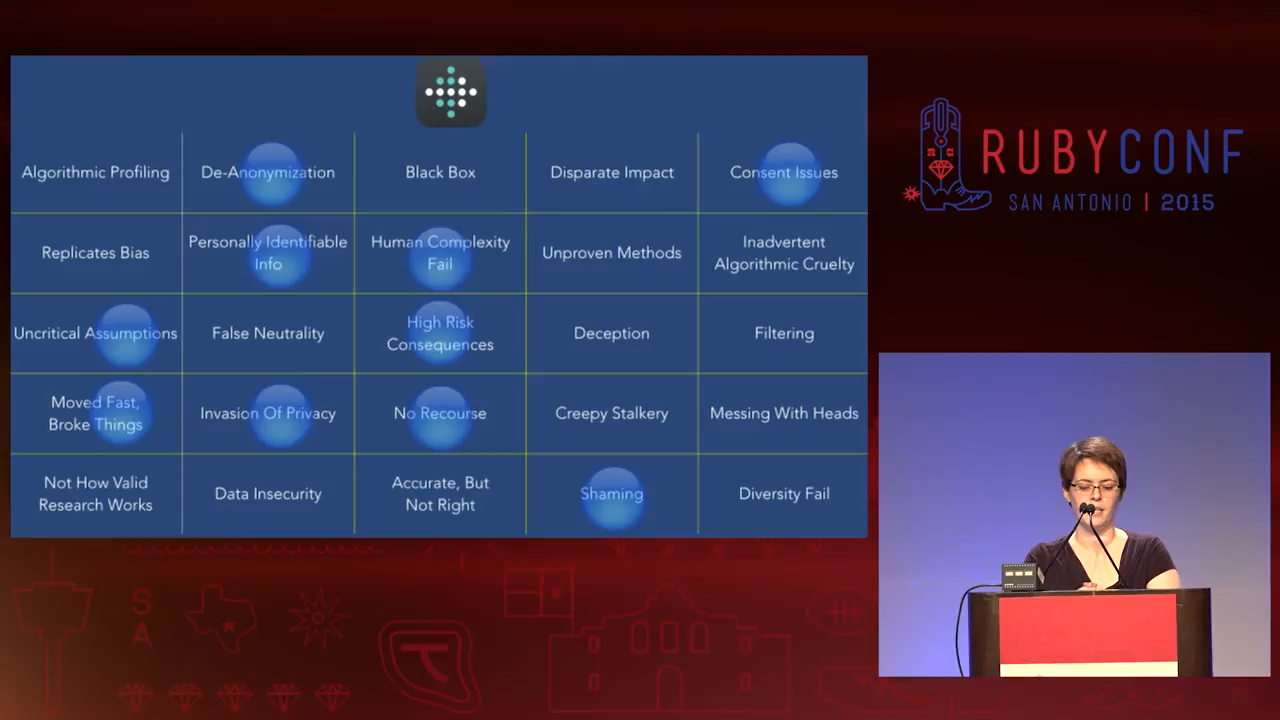 Algorithmic Profiling
De-Anonymization
Black Box
Disparate Impact
Consent Issues
Replicates Bias
Personally Identifiable
Info
Human Complexity
Fail
Unproven Methods
Inadvertent
Algorithmic Cruelty
Uncritical Assumptions
False Neutrality
High Risk
Consequences
Deception
Filtering
Moved Fast,
Broke Things
Invasion Of Privacy
No Recourse
Creepy Stalkery
Messing With Heads
Not How Valid
Research Works
Data Insecurity
Accurate, But
Not Right
Shaming
Diversity Fail
RUBYCONF
SAN ANTONIO | 2015
S
A